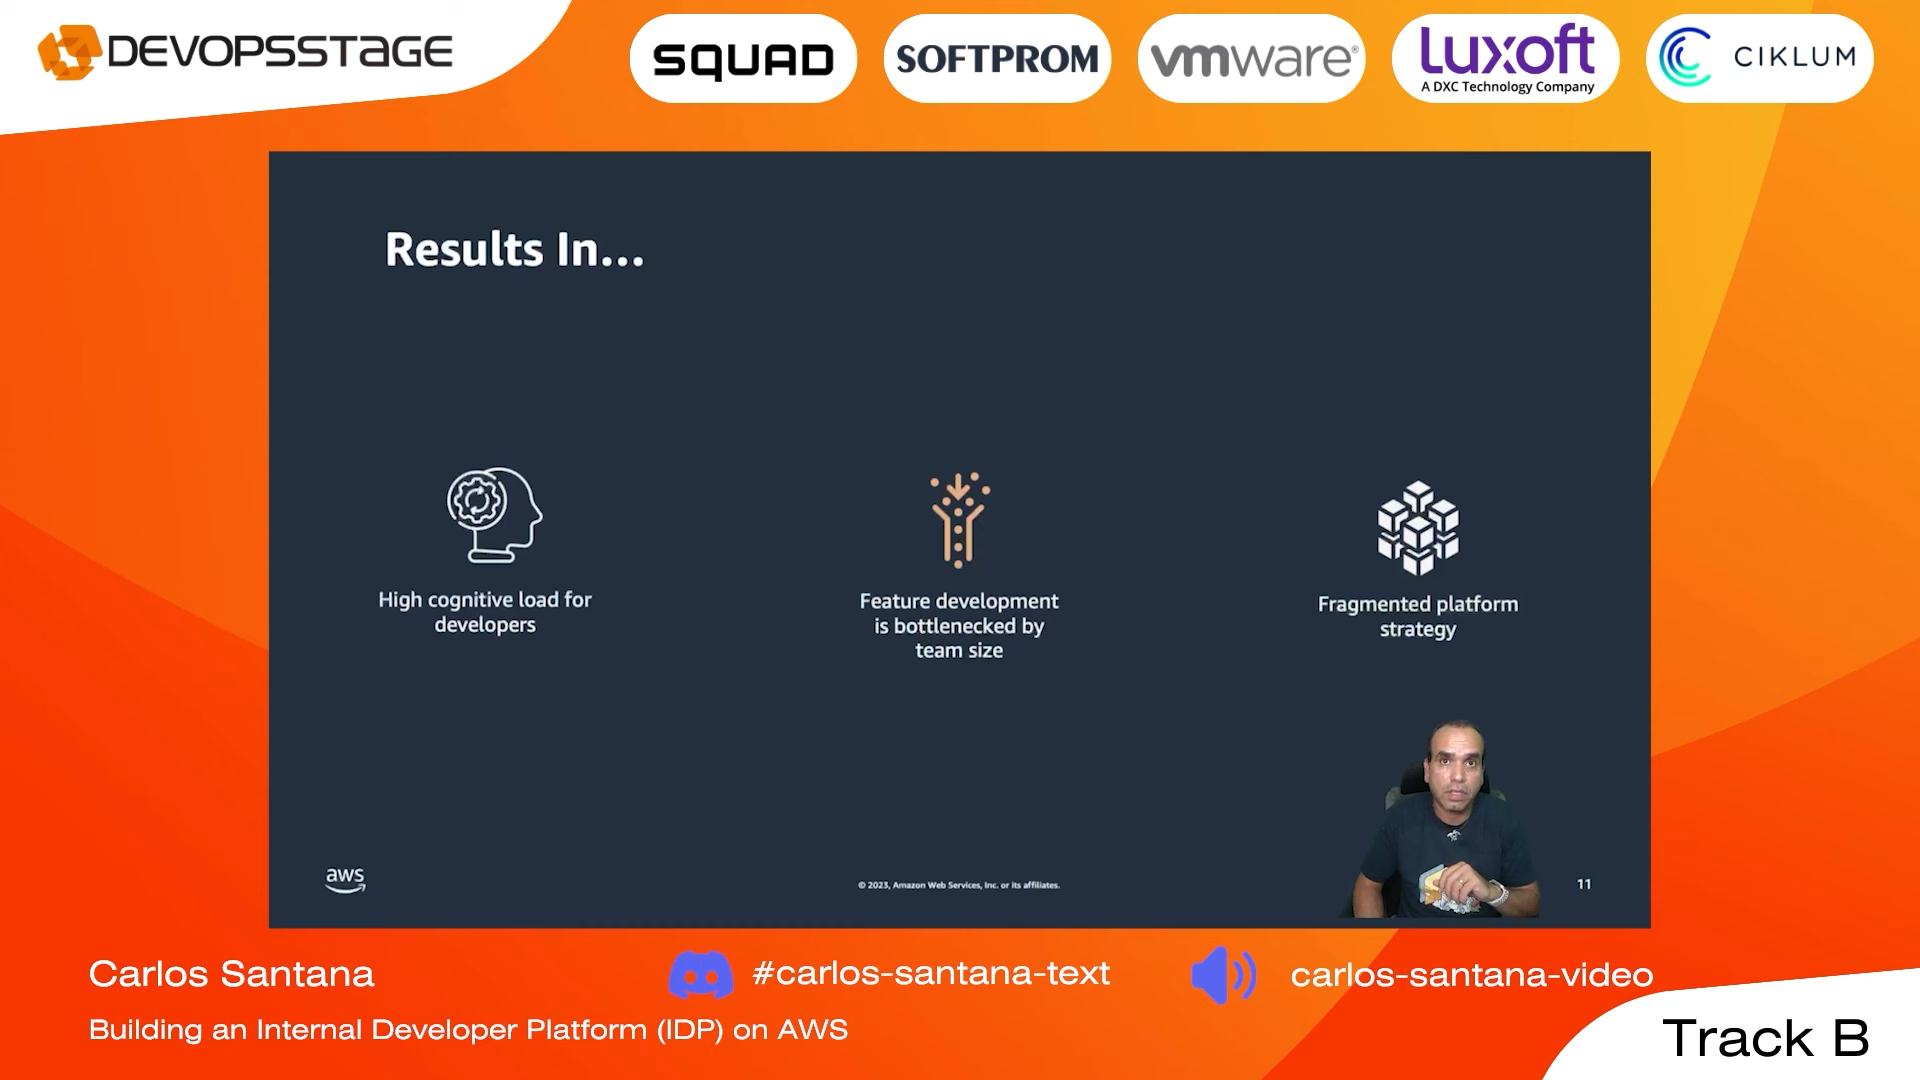 DEVOPSSTAGE
SQUAD
SOFTPROM
vmware®
Luxoft
A DXC Technology Company
CIKLUM
Results In...
High cognitive load for
developers
Feature development
is bottlenecked by
team size
Fragmented platform
strategy
aws
© 2023, Amazon Web Services, Inc. or its affiliates.
11
Carlos Santana
#carlos-santana-text
carlos-santana-video
Building an Internal Developer Platform (IDP) on AWS
Track B